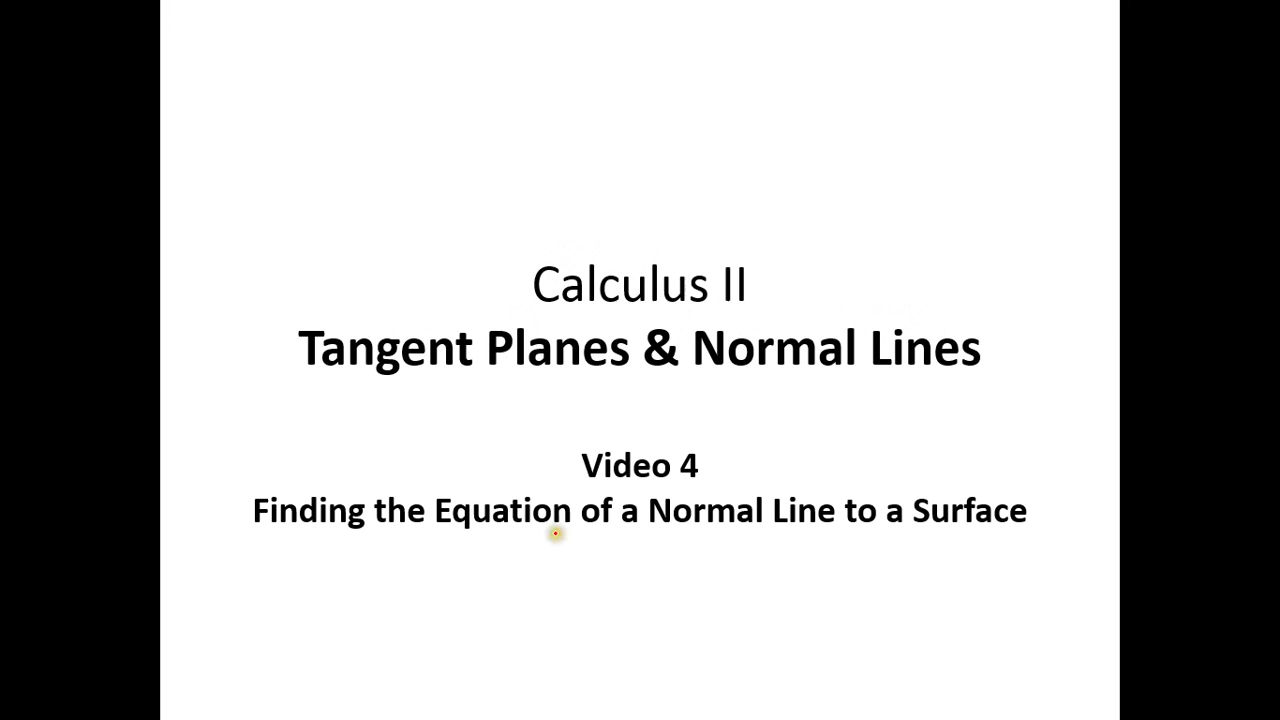 Calculus II
Tangent Planes & Normal Lines
Video 4
Finding the Equation of a Normal Line to a Surface